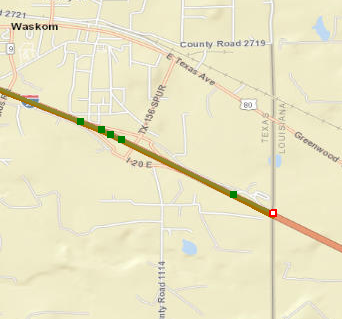 ad 2721
Waskom
9
County Road 2719
E Texas Ave
TX-156-SPUR
80
TEXAS
LOUISIANA
Greenwood
I-20 E
County Road 1114